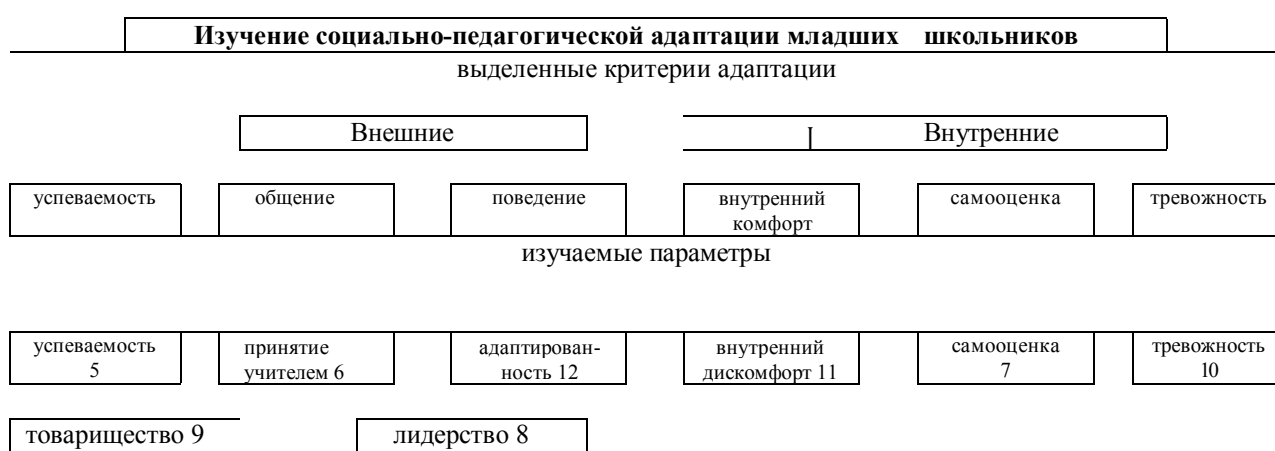 Изучение социально-педагогической адаптации младших школьников
выделенные критерии адаптации
Внешние Внутренние
успеваемость общение поведение внутренний самооценка тревожность
комфорт
изучаемые параметры
успеваемость принятие адаптирован- внутренний самооценка тревожность
5 учителем 6 ность 12 дискомфорт 11 7 10
товарищество 9 лидерство 8